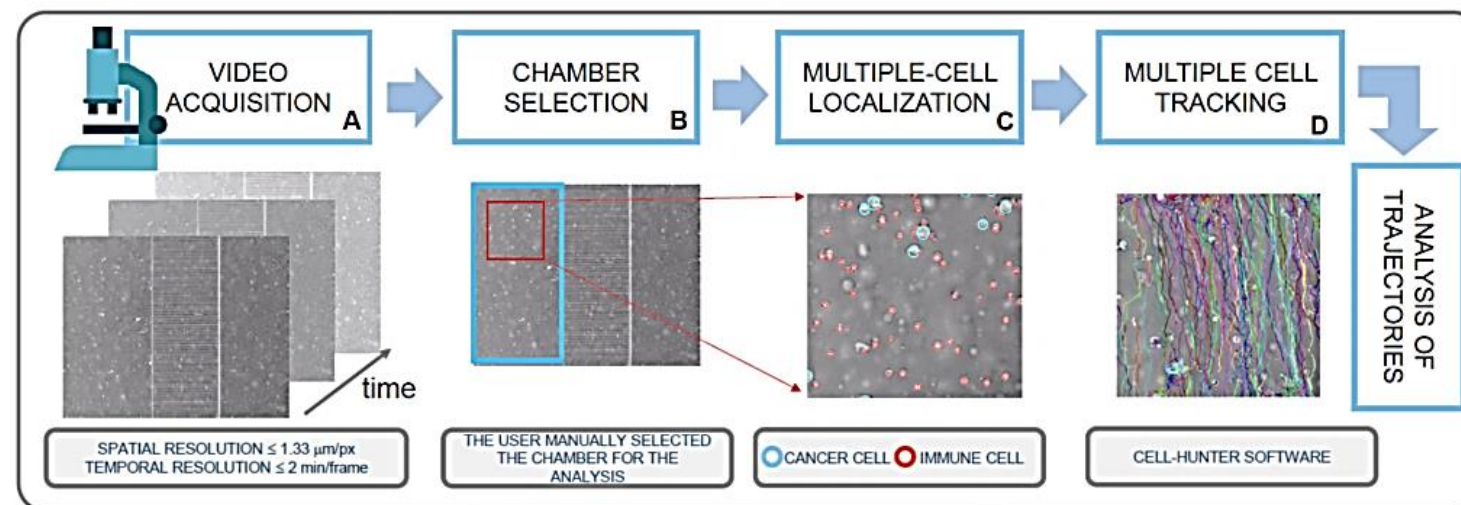 VIDEO
ACQUISITION
A
CHAMBER
SELECTION
B
MULTIPLE-CELL
LOCALIZATION
C
MULTIPLE CELL
TRACKING
D
ANALYSIS OF
TRAJECTORIES
time
SPATIAL RESOLUTION ≤ 1.33 μm/px
TEMPORAL RESOLUTION ≤ 2 min/frame
THE USER MANUALLY SELECTED
THE CHAMBER FOR THE
ANALYSIS
CANCER CELL IMMUNE CELL
CELL-HUNTER SOFTWARE